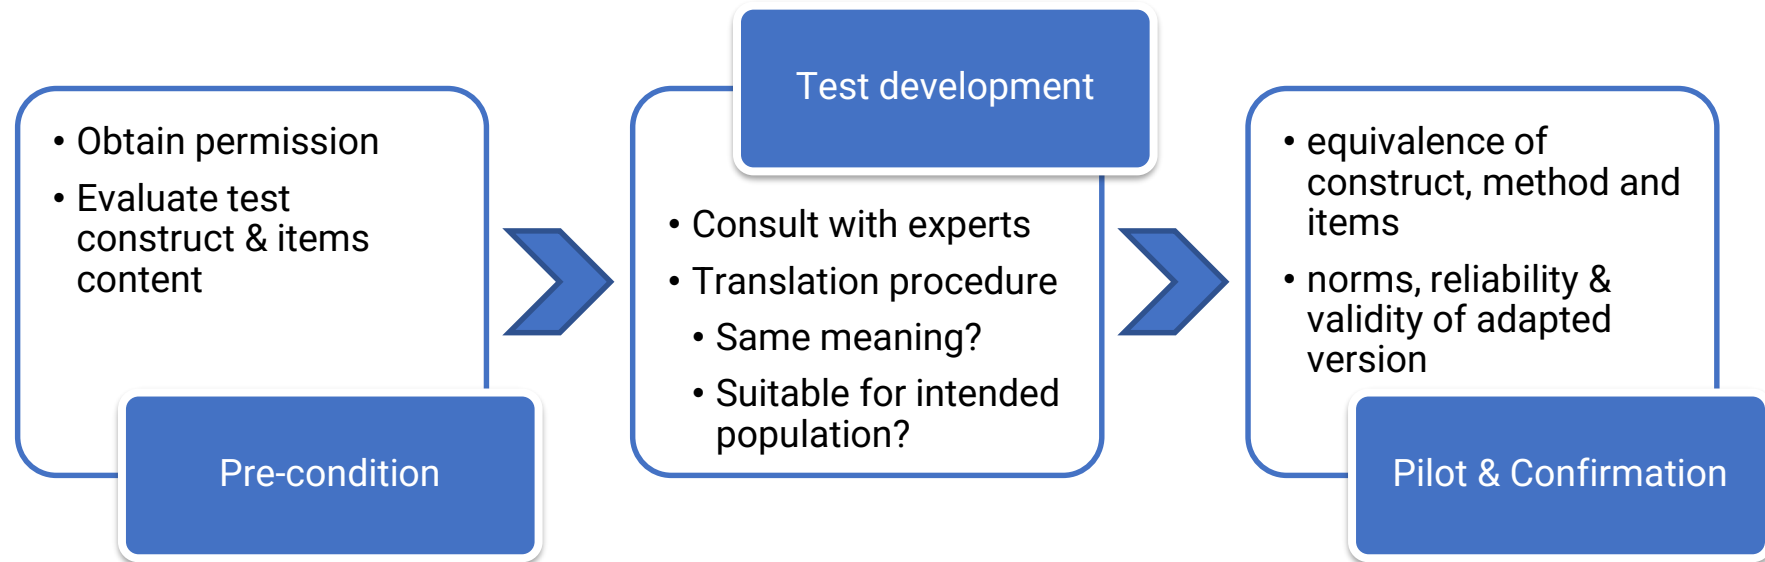 • Obtain permission
• Evaluate test
construct & items
content
Pre-condition
Test development
• Consult with experts
• Translation procedure
• Same meaning?
• Suitable for intended
population?
• equivalence of
construct, method and
items
• norms, reliability &
validity of adapted
version
Pilot & Confirmation